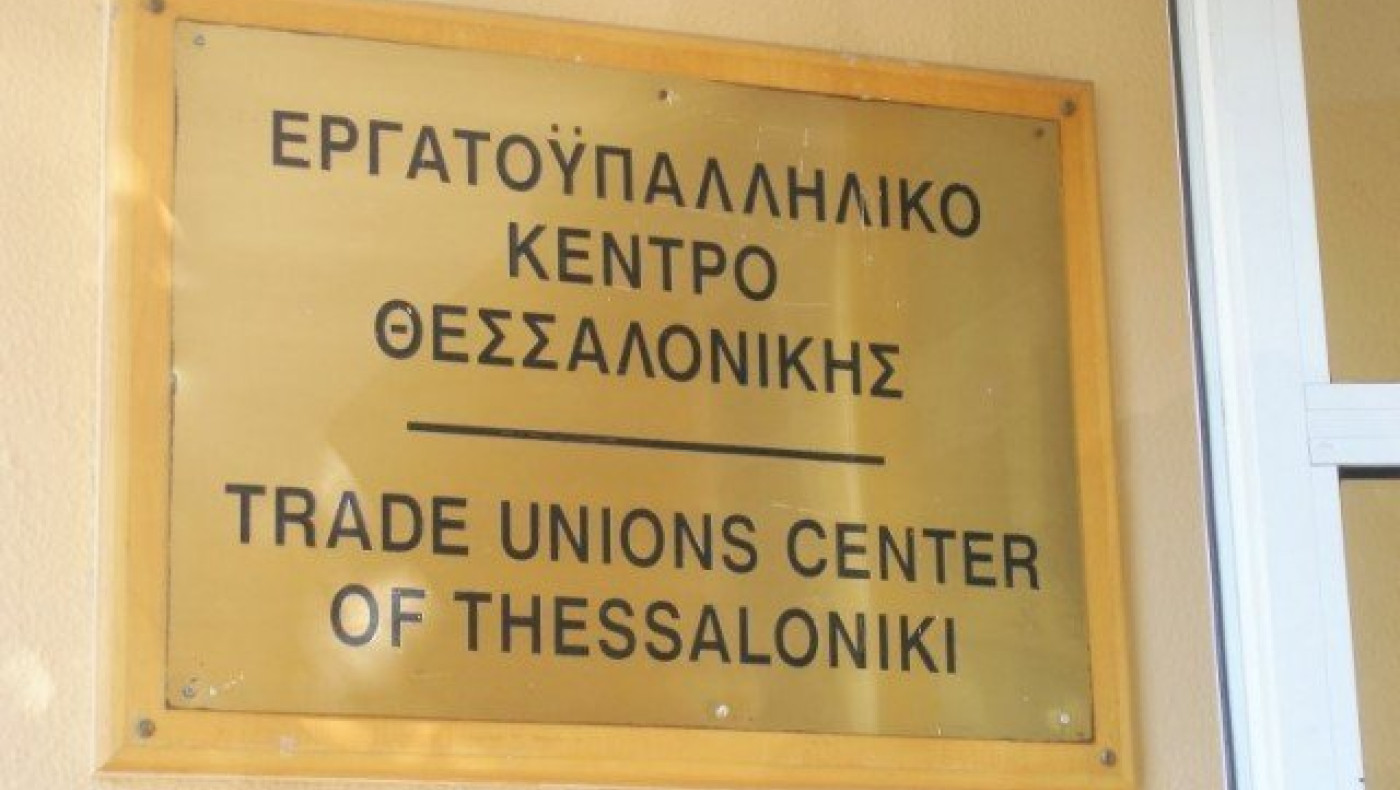 ΕΡΓΑΤΟΫΠΑΛΛΗΛΙΚΟ
ΚΕΝΤΡΟ
ΘΕΣΣΑΛΟΝΙΚΗΣ
TRADE UNIONS CENTER
OF THESSALONIKI